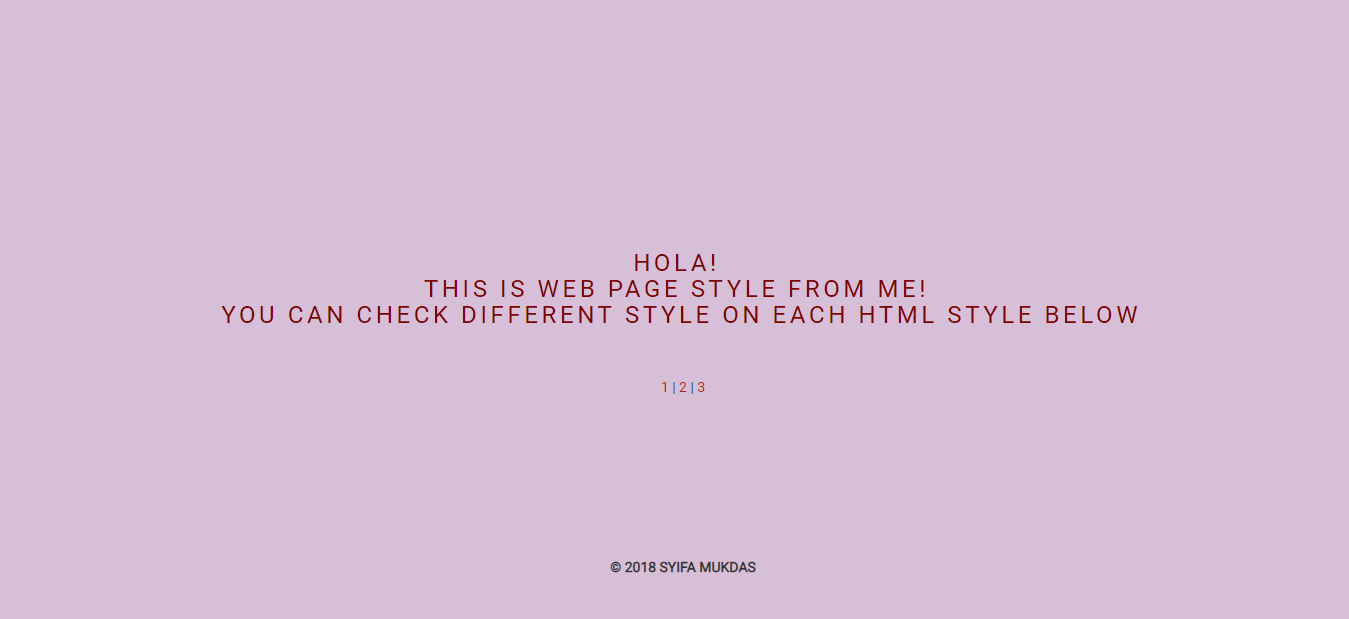 HOLA!
THIS IS WEB PAGE STYLE FROM ME!
YOU CAN CHECK DIFFERENT STYLE ON EACH HTML STYLE BELOW
1 | 2 | 3
© 2018 SYIFA MUKDAS